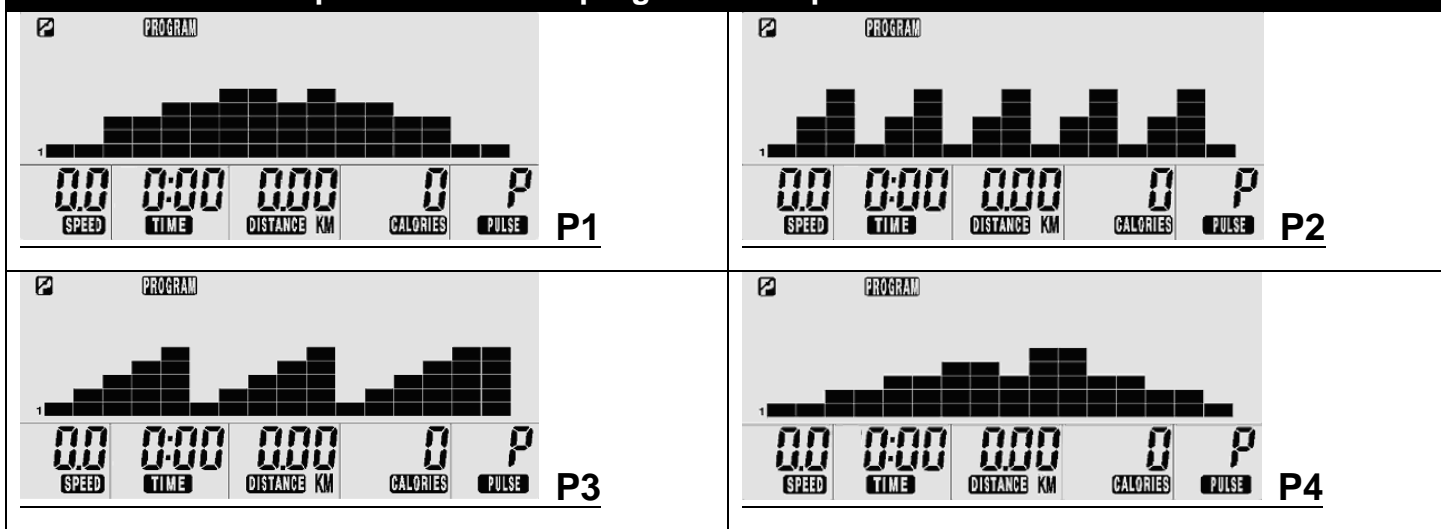 PROGRAM
1
0.0 0:00 0.00 0 P
SPEED TIME DISTANCE KM CALORIES PULSE P1
PROGRAM
1
0.0 0:00 0.00 0 P
SPEED TIME DISTANCE KM CALORIES PULSE P2
PROGRAM
1
0.0 0:00 0.00 0 P
SPEED TIME DISTANCE KM CALORIES PULSE P3
PROGRAM
1
0.0 0:00 0.00 0 P
SPEED TIME DISTANCE KM CALORIES PULSE P4